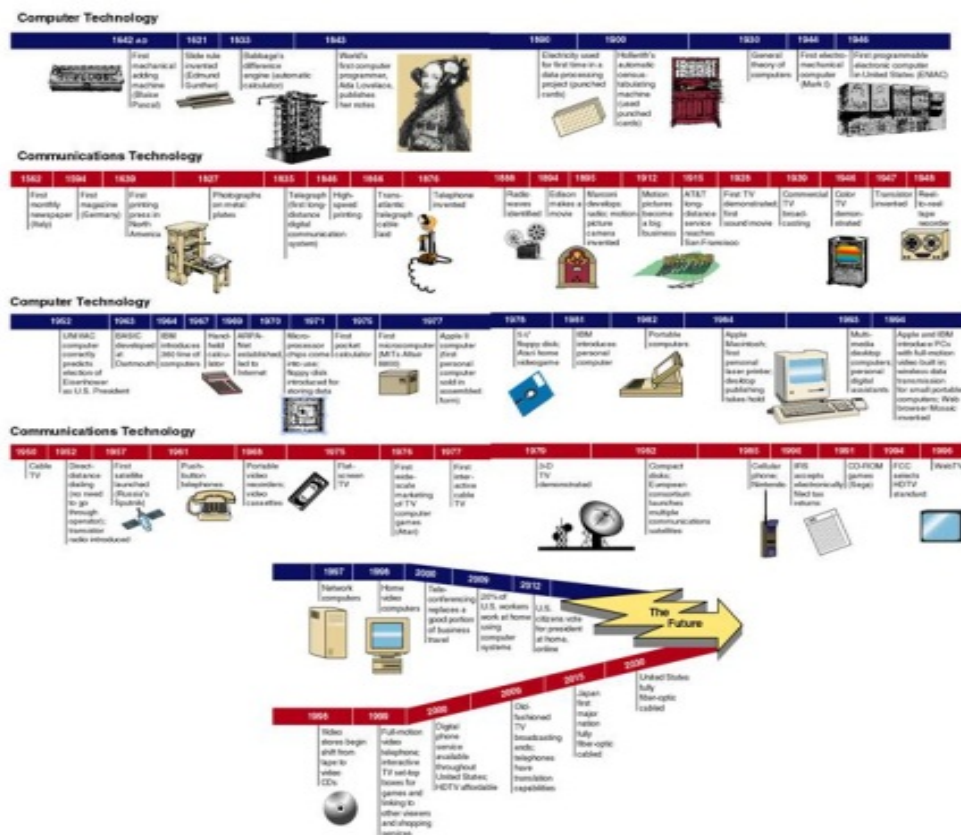 Computer Technology
1642 AD
1621
1833
1843
1890
1900
1930
1944
1946
First
mechanical
adding
machine
(Blaise
Pascal)
Slide rule
invented
(Edmund
Gunther)
Babbage's
difference
engine (automatic
calculator)
World's
first computer
programmer,
Ada Lovelace,
publishes
her notes
Electricity used
for first time in a
data processing
project (punched
cards)
Hollerith's
automatic
census-
tabulating
machine
(used
punched
cards)
General
theory of
computers
First electro-
mechanical
computer
(Mark I)
First programmable
electronic computer
in United States (ENIAC)
Communications Technology
1562
1594
1639
1827
1835
1846
1866
1876
1888
1894
1895
1912
1915
1928
1939
1946
1947
1948
First
monthly
newspaper
(Italy)
First
magazine
(Germany)
First
printing
press in
North
America
Photographs
on metal
plates
Telegraph
(first long-
distance
digital
communication
system)
High-
speed
printing
Trans-
atlantic
telegraph
cable
laid
Telephone
invented
Radio
waves
identified
Edison
makes a
movie
Marconi
develops
radio; motion
picture
camera
invented
Motion
pictures
become
a big
business
AT&T
long-
distance
service
reaches
San Francisco
First TV
demonstrated;
first
sound movie
Commercial
TV
broad-
casting
Color
TV
demon-
strated
Transistor
invented
Reel-
to-reel
tape
recorder
Computer Technology
1952
1963
1964
1967
1969
1970
1971
1975
1977
1978
1981
1982
1984
1993
1994
UNIVAC
computer
correctly
predicts
election of
Eisenhower
as U.S. President
BASIC
developed
at
Dartmouth
IBM
introduces
360 line of
computers
Hand-
held
calcu-
lator
ARPA-
Net
established,
led to
Internet
Micro-
processor
chips come
into use;
floppy disk
introduced for
storing data
First
pocket
calculator
First
microcomputer
(MITs Altair
8800)
Apple II
computer
(first
personal
computer
sold in
assembled
form)
5¼"
floppy
disk; Atari home
videogame
IBM
introduces
personal
computer
Portable
computers
Apple
Macintosh;
first
personal
laser printer;
desktop
publishing
takes hold
Multi-
media
desktop
computers;
personal
digital
assistants
Apple and IBM
introduce PCs
with full-motion
video built in;
wireless data
transmission
for small portable
computers; Web
browser Mosaic
invented
Communications Technology
1950
1952
1957
1961
1968
1975
1976
1977
1979
1982
1985
1990
1991
1994
1996
Cable
TV
Direct-
distance
dialing
(no need
to go
through
operator);
transistor
radio introduced
First
satellite
launched
(Russia's
Sputnik)
Push-
button
telephones
Portable
video
recorders;
video
cassettes
Flat-
screen
TV
First
wide-
scale
marketing
of TV
computer
games
(Atari)
First
inter-
active
cable TV
3-D
TV
demonstrated
Compact
disks;
European
consortium
launches
multiple
communications
satellites
Cellular
phone;
Nintendo
IRS
accepts
electronically
filed tax
returns
CD-ROM
games
(Sega)
FCC
selects
HDTV
standard
WebTV
1997
1998
2000
2009
2012
Network
computers
Home
video
computers
Tele-
conferencing
replaces a
good portion
of business
travel
20% of
U.S. workers
work at home
using
computer
systems
U.S.
citizens vote
for president
at home,
online
The
Future
1998
1999
2000
2015
2030
Video
stores begin
shift from
tape to
video
CDs
Full-motion
video
telephone;
interactive
TV set-top
boxes for
games and
linking to
other viewers
and shopping
services
Digital
phone
service
available
throughout
United States;
HDTV affordable
Old-
fashioned
TV
broadcasting
ends;
telephones
have
translation
capabilities
Japan
first
major
nation
fully
fiber-optic
cabled
United States
fully
fiber-optic
cabled